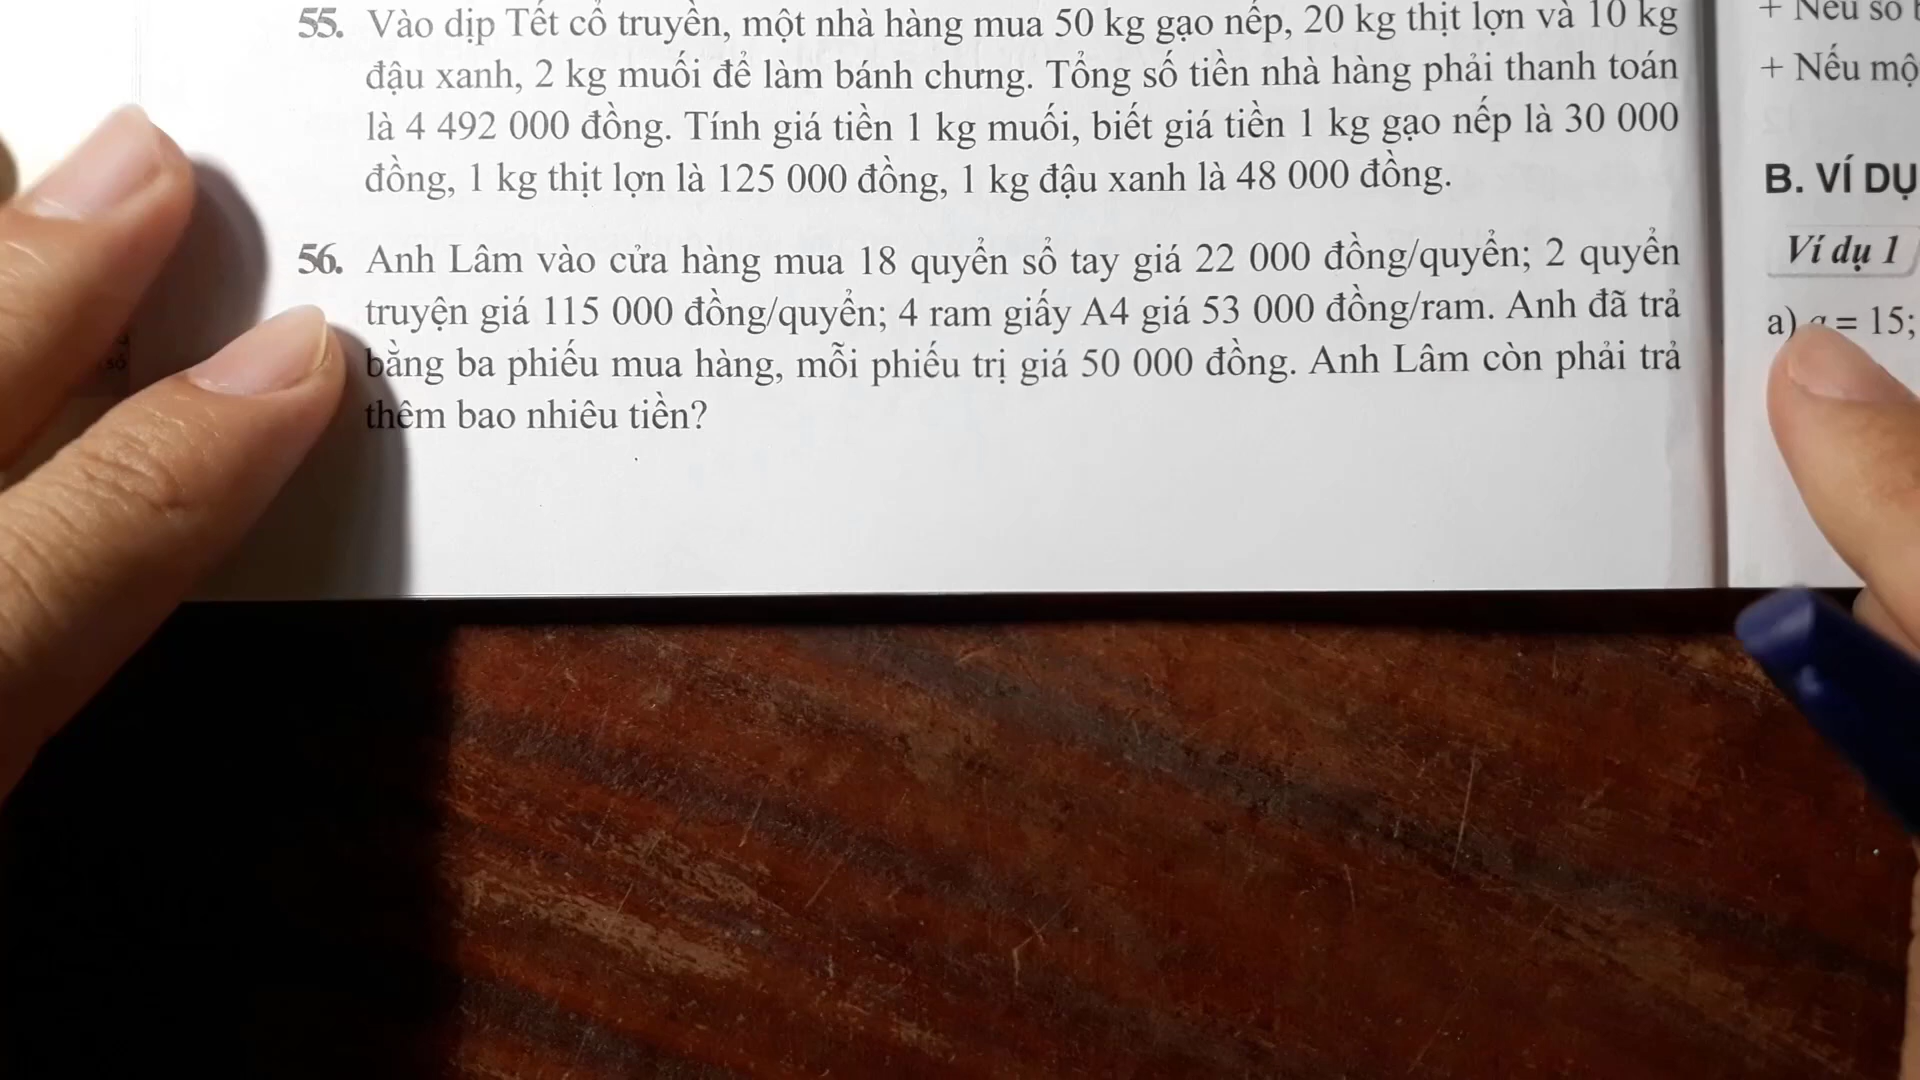 55. Vào dịp Tết cổ truyền, một nhà hàng mua 50 kg gạo nếp, 20 kg thịt lợn và 10 kg
đậu xanh, 2 kg muối để làm bánh chưng. Tổng số tiền nhà hàng phải thanh toán
là 4 492 000 đồng. Tính giá tiền 1 kg muối, biết giá tiền 1 kg gạo nếp là 30 000
đồng, 1 kg thịt lợn là 125 000 đồng, 1 kg đậu xanh là 48 000 đồng.
56. Anh Lâm vào cửa hàng mua 18 quyển sổ tay giá 22 000 đồng/quyển; 2 quyển
truyện giá 115 000 đồng/quyển; 4 ram giấy A4 giá 53 000 đồng/ram. Anh đã trả
bằng ba phiếu mua hàng, mỗi phiếu trị giá 50 000 đồng. Anh Lâm còn phải trả
thêm bao nhiêu tiền?
+ Nếu số
+ Nếu
B. VÍ DỤ
Ví dụ 1
a) = 15;